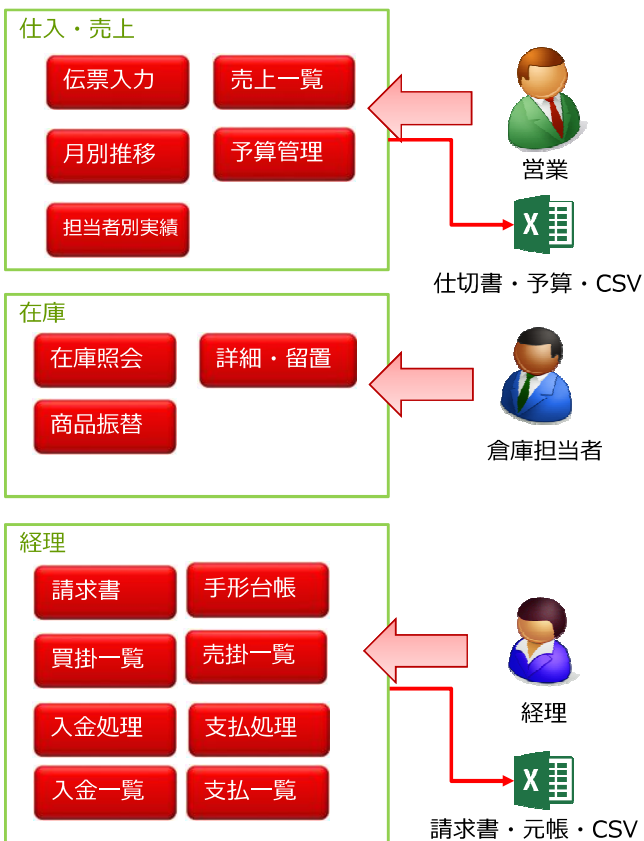 仕入・売上
伝票入力
売上一覧
月別推移
予算管理
担当者別実績
営業
X
仕切書・予算・CSV
在庫
在庫照会
詳細・留置
商品振替
倉庫担当者
経理
請求書
手形台帳
買掛一覧
売掛一覧
入金処理
支払処理
入金一覧
支払一覧
経理
X
請求書・元帳・CSV